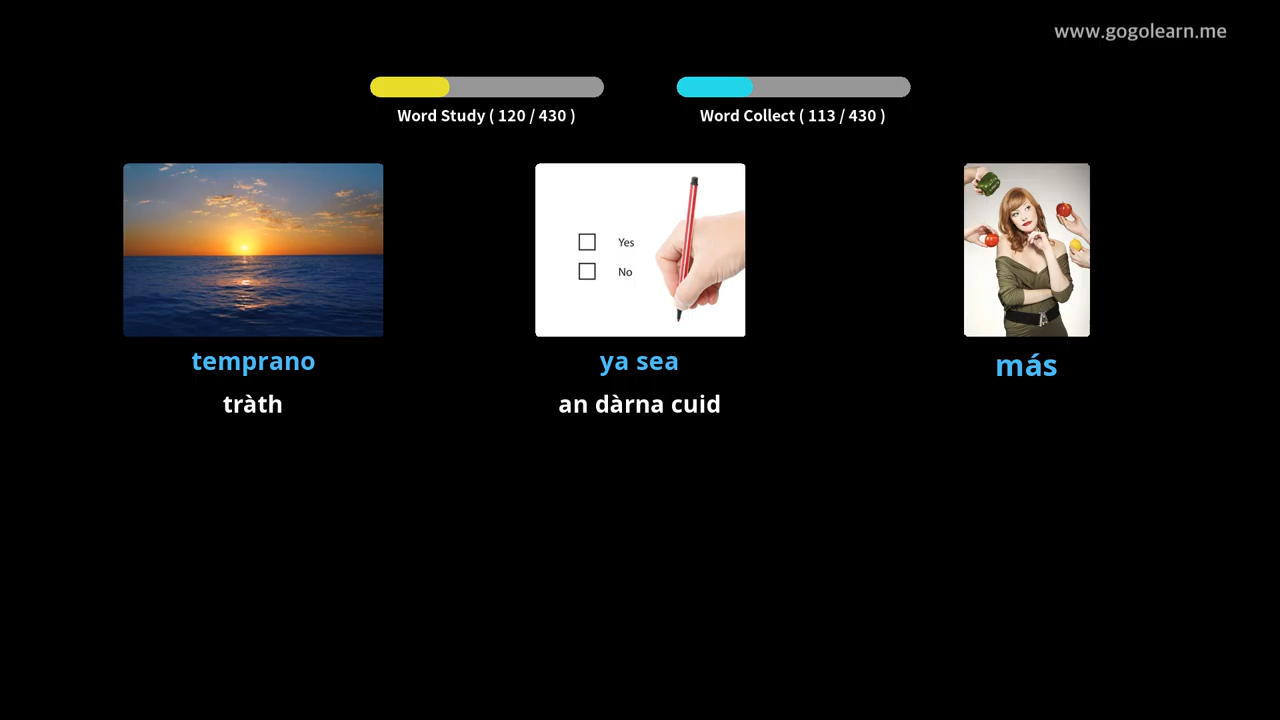 www.gogolearn.me
Word Study ( 120 / 430 )
Word Collect ( 113 / 430 )
Yes
No
temprano
ya sea
más
tràth
an dàrna cuid